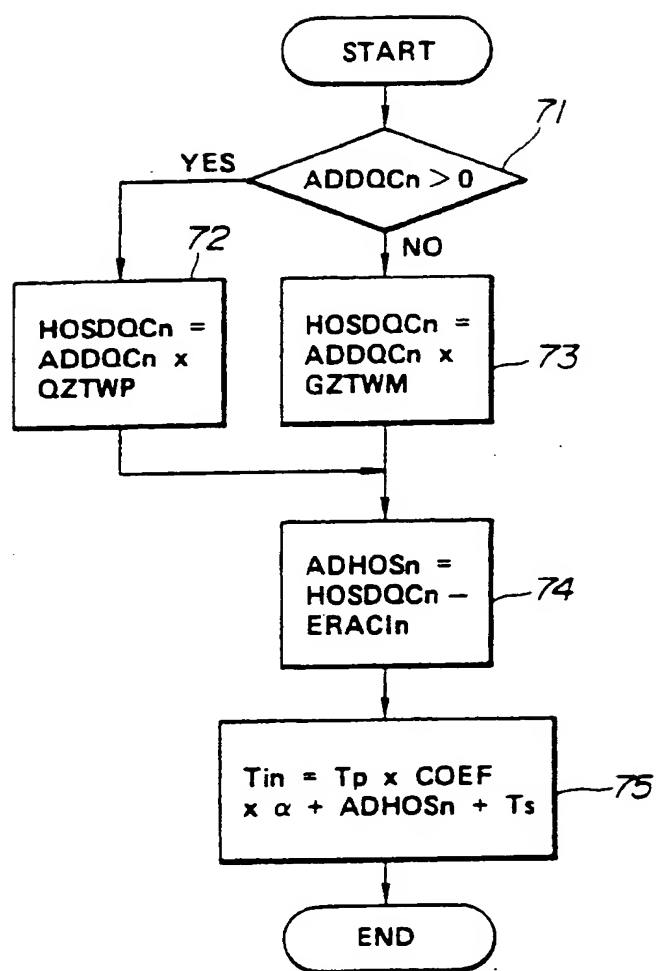 START
71
ADDQCn > 0
YES
NO
72
HOSDQCn =
ADDQCn x
QZTWP
HOSDQCn =
ADDQCn x
GZTWM
73
ADHOSn =
HOSDQCn –
ERACIn
74
Tin = Tp x COEF
x α + ADHOSn + Ts
75
END